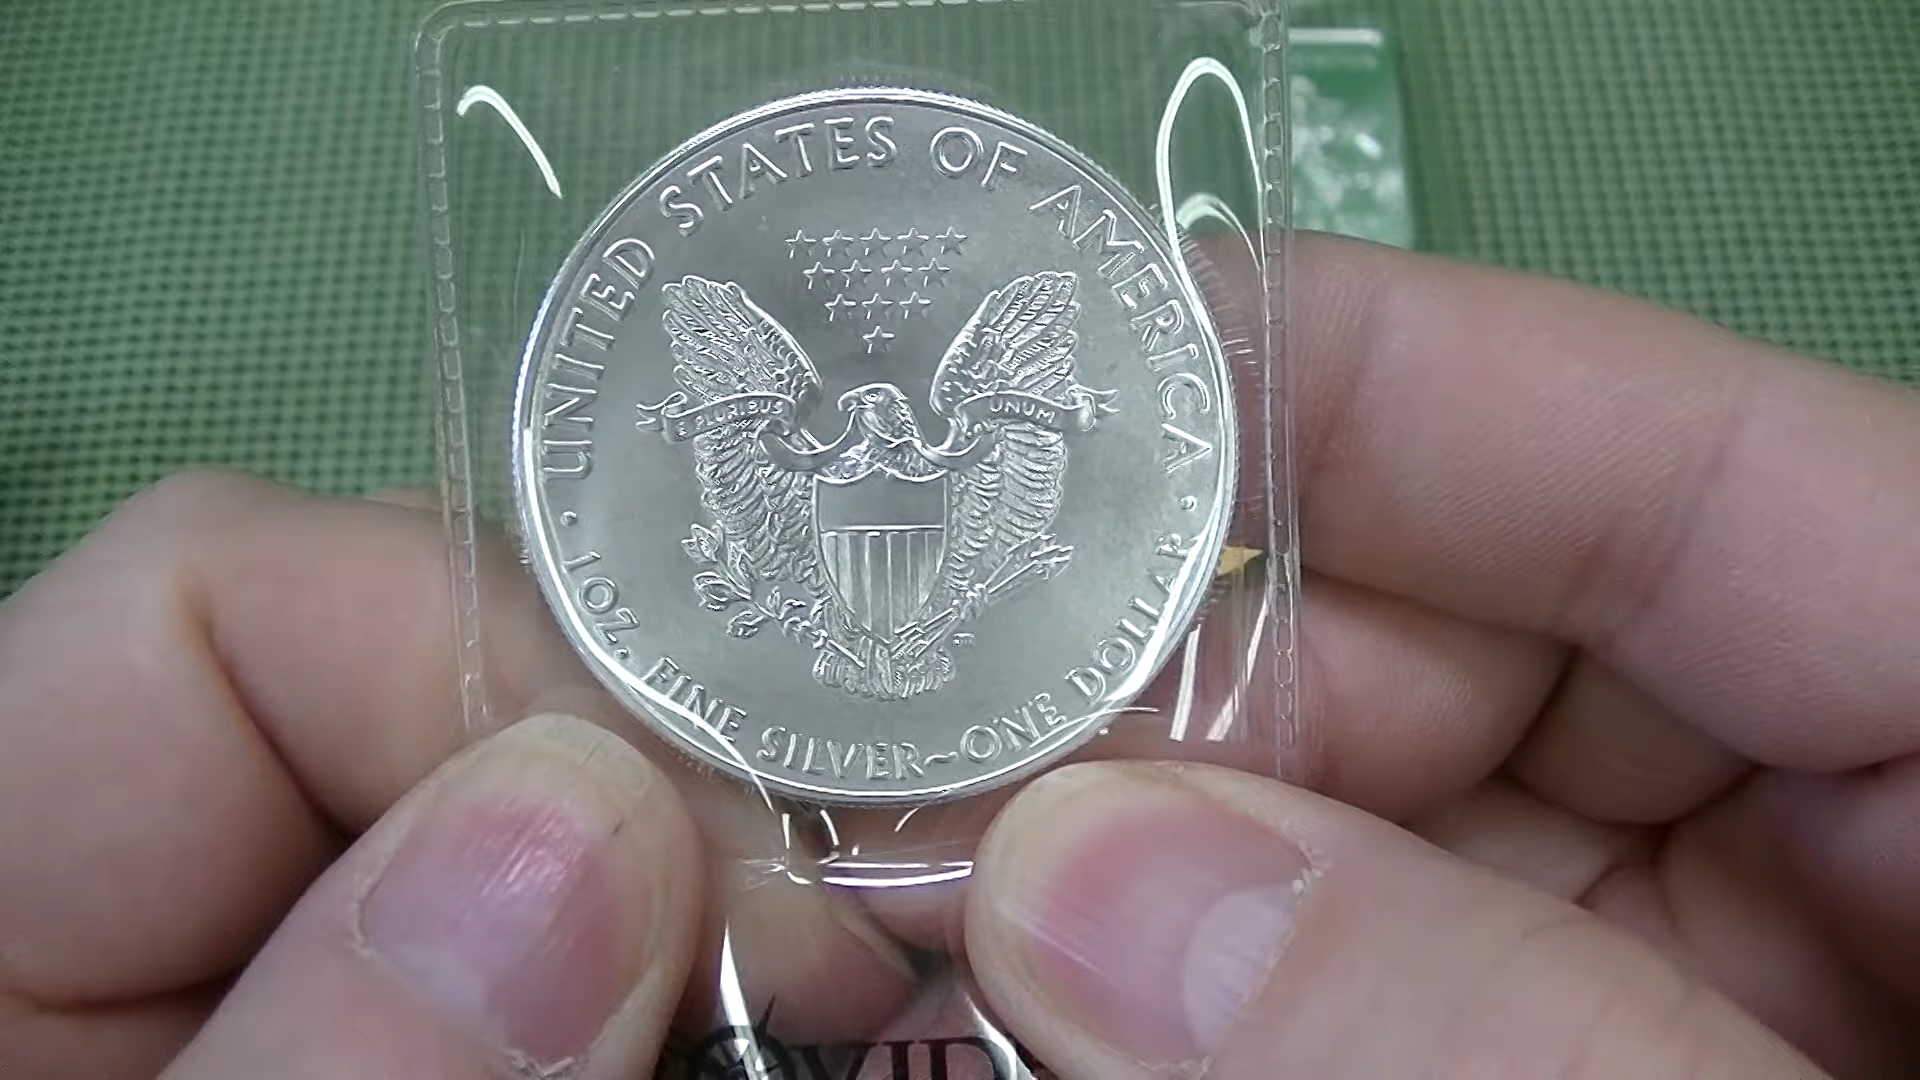 UNITED STATES OF AMERICA
E PLURIBUS UNUM
1 OZ. FINE SILVER~ONE DOLLAR